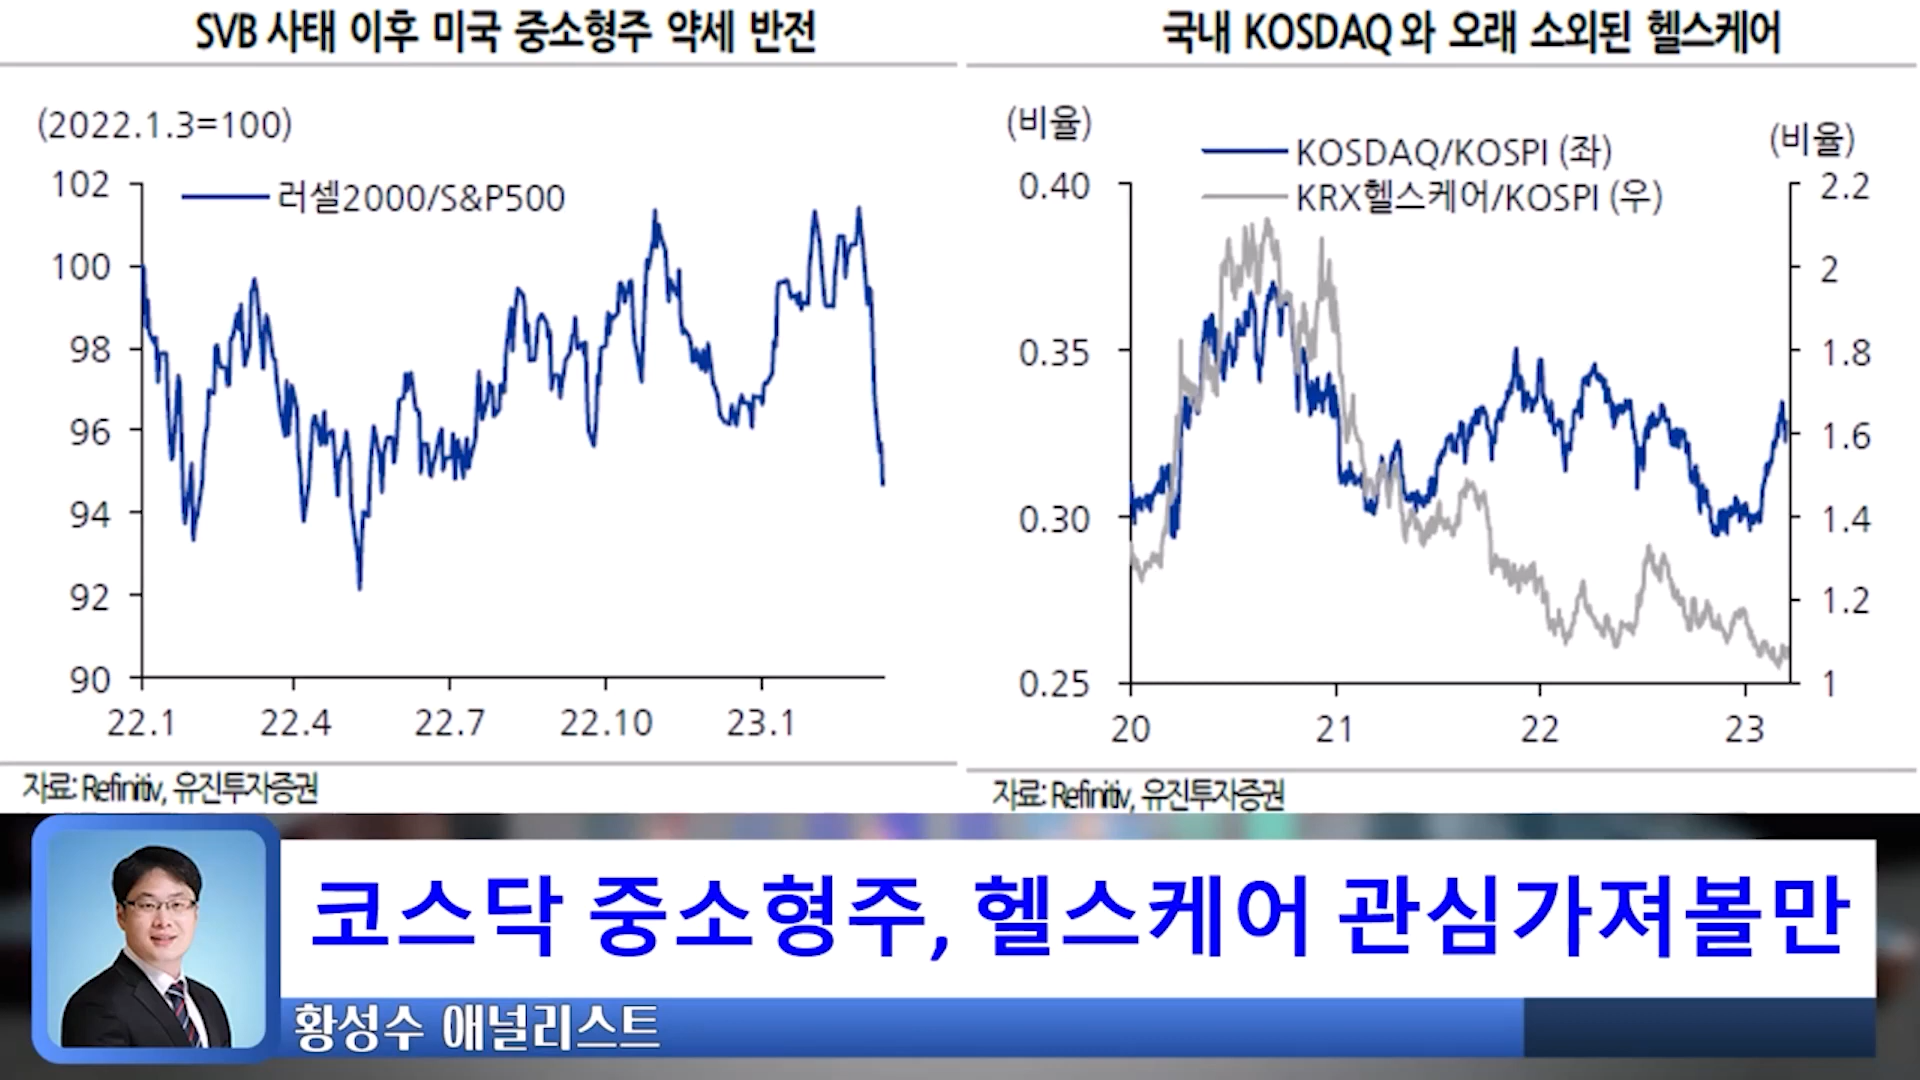 SVB 사태 이후 미국 중소형주 약세 반전
(2022.1.3=100)
러셀2000/S&P500
102
100
98
96
94
92
90
22.1 22.4 22.7 22.10 23.1
자료: Refinitiv, 유진투자증권
국내 KOSDAQ 와 오래 소외된 헬스케어
(비율) (비율)
KOSDAQ/KOSPI (좌)
KRX헬스케어/KOSPI (우)
0.40 2.2
2
0.35 1.8
1.6
0.30 1.4
1.2
0.25 1
20 21 22 23
자료: Refinitiv, 유진투자증권
코스닥 중소형주, 헬스케어 관심가져볼만
황성수 애널리스트